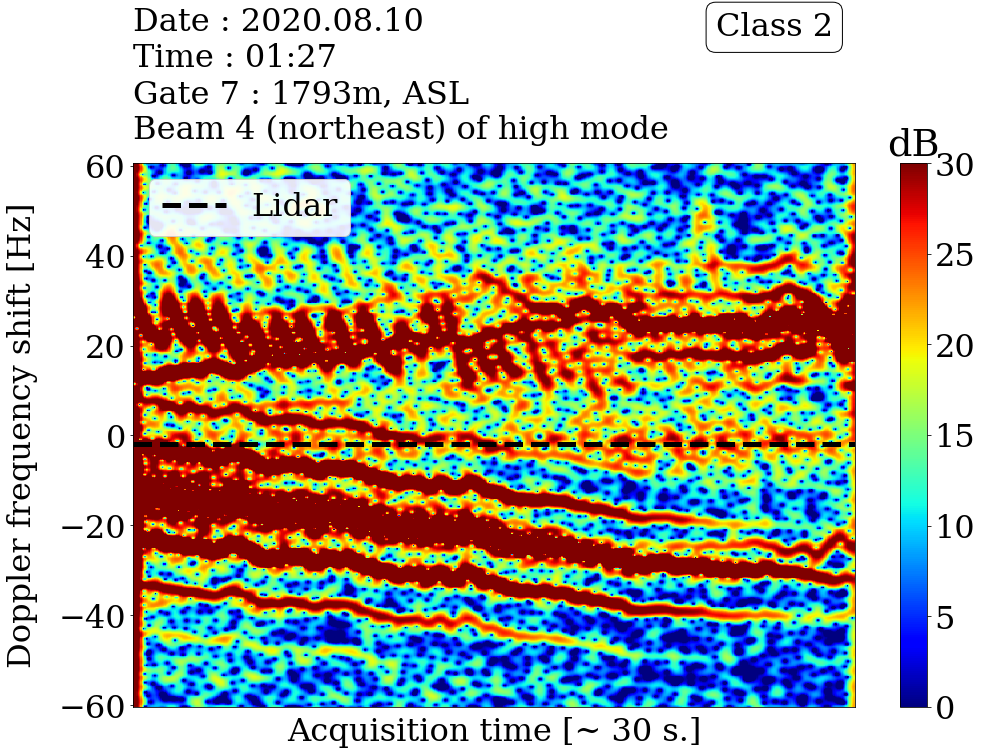 Date : 2020.08.10
Time : 01:27
Gate 7 : 1793m, ASL
Beam 4 (northeast) of high mode
Class 2
dB
Lidar
Doppler frequency shift [Hz]
60
40
20
0
−20
−40
−60
30
25
20
15
10
5
0
Acquisition time [~ 30 s.]